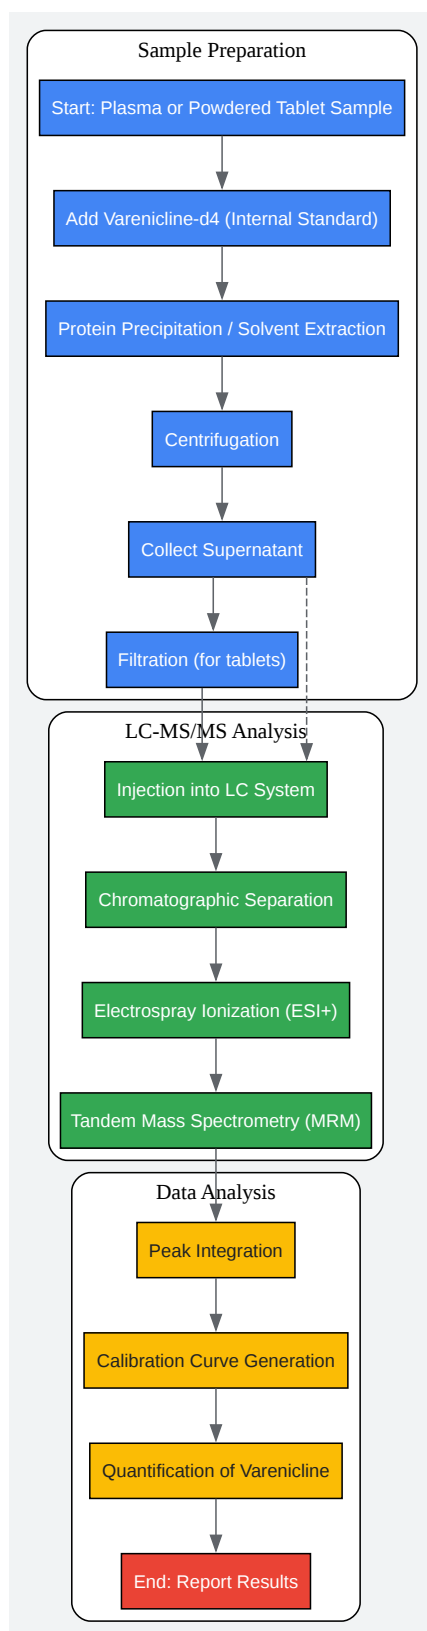 Sample Preparation
Start: Plasma or Powdered Tablet Sample
Add Varenicline-d4 (Internal Standard)
Protein Precipitation / Solvent Extraction
Centrifugation
Collect Supernatant
Filtration (for tablets)
LC-MS/MS Analysis
Injection into LC System
Chromatographic Separation
Electrospray Ionization (ESI+)
Tandem Mass Spectrometry (MRM)
Data Analysis
Peak Integration
Calibration Curve Generation
Quantification of Varenicline
End: Report Results